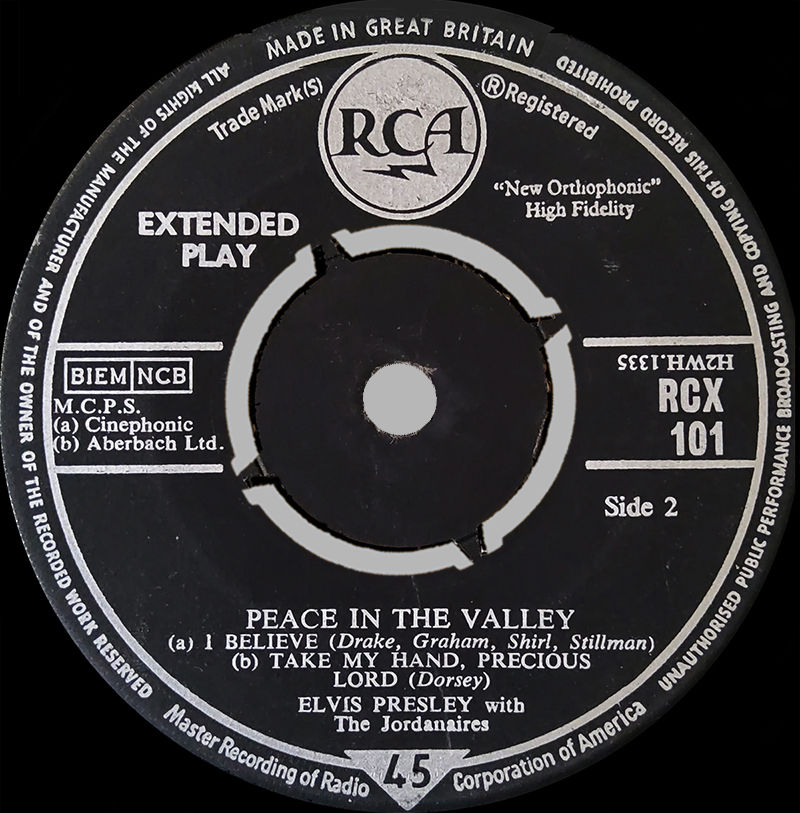 MADE IN GREAT BRITAIN
ALL RIGHTS OF THE MANUFACTURER AND OF THE OWNER OF THE RECORDED WORK RESERVED
UNAUTHORISED PUBLIC PERFORMANCE BROADCASTING AND COPYING OF THIS RECORD PROHIBITED
Trade Mark(S)
RCA
®Registered
"New Orthophonic"
High Fidelity
EXTENDED
PLAY
BIEM NCB
M.C.P.S.
(a) Cinephonic
(b) Aberbach Ltd.
H2WH.1335
RCX
101
Side 2
PEACE IN THE VALLEY
(a) I BELIEVE (Drake, Graham, Shirl, Stillman)
(b) TAKE MY HAND, PRECIOUS
LORD (Dorsey)
ELVIS PRESLEY with
The Jordanaires
Master Recording of Radio
45
Corporation of America